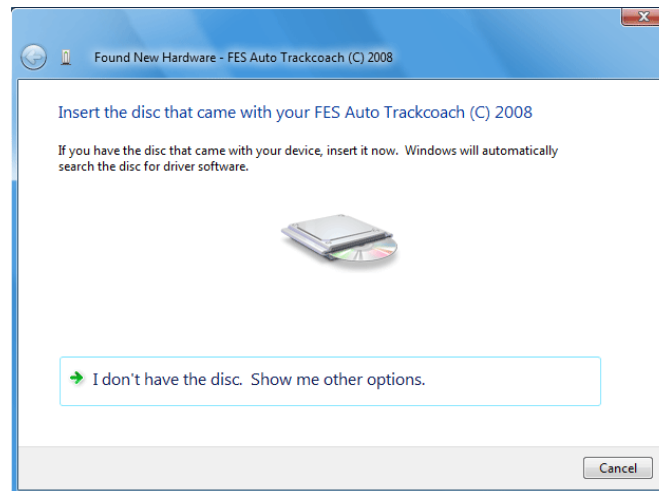 Found New Hardware - FES Auto Trackcoach (C) 2008
Insert the disc that came with your FES Auto Trackcoach (C) 2008
If you have the disc that came with your device, insert it now.  Windows will automatically
search the disc for driver software.
I don't have the disc.  Show me other options.
Cancel